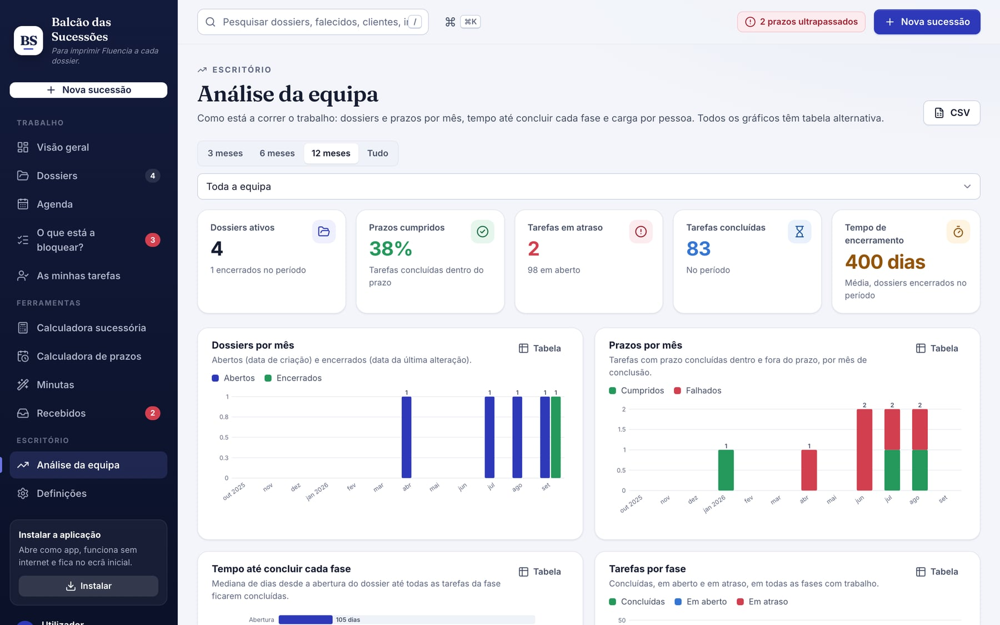 BS
Balcão das
Sucessões
Para imprimir Fluencia a cada
dossier.
Nova sucessão
TRABALHO
Visão geral
Dossiers 4
Agenda
O que está a
bloquear? 3
As minhas tarefas
FERRAMENTAS
Calculadora sucessória
Calculadora de prazos
Minutas
Recebidos 2
ESCRITÓRIO
Análise da equipa
Definições
Instalar a aplicação
Abre como app, funciona sem
internet e fica no ecrã inicial.
Instalar
Utilizador
Pesquisar dossiers, falecidos, clientes, /
⌘ ⌘K
2 prazos ultrapassados
Nova sucessão
ESCRITÓRIO
Análise da equipa
Como está a correr o trabalho: dossiers e prazos por mês, tempo até concluir cada fase e carga por pessoa. Todos os gráficos têm tabela alternativa.
CSV
3 meses 6 meses 12 meses Tudo
Toda a equipa
Dossiers ativos
4
1 encerrados no período
Prazos cumpridos
38%
Tarefas concluídas dentro do
prazo
Tarefas em atraso
2
98 em aberto
Tarefas concluídas
83
No período
Tempo de
encerramento
400 dias
Média, dossiers encerrados no
período
Dossiers por mês
Tabela
Abertos (data de criação) e encerrados (data da última alteração).
Abertos Encerrados
1 1 1 1 1
1
0.8
0.5
0.3
0
out 2025 nov dez jan 2026 fev mar abr mai jun jul ago set
Prazos por mês
Tabela
Tarefas com prazo concluídas dentro e fora do prazo, por mês de
conclusão.
Cumpridos Falhados
2 2 2
2
1.5
1 1 1
0.5
0
out 2025 nov dez jan 2026 fev mar abr mai jun jul ago set
Tempo até concluir cada fase
Tabela
Mediana de dias desde a abertura do dossier até todas as tarefas da fase
ficarem concluídas.
Abertura 105 dias
Tarefas por fase
Tabela
Concluídas, em aberto e em atraso, em todas as fases com trabalho.
Concluídas Em aberto Em atraso
50